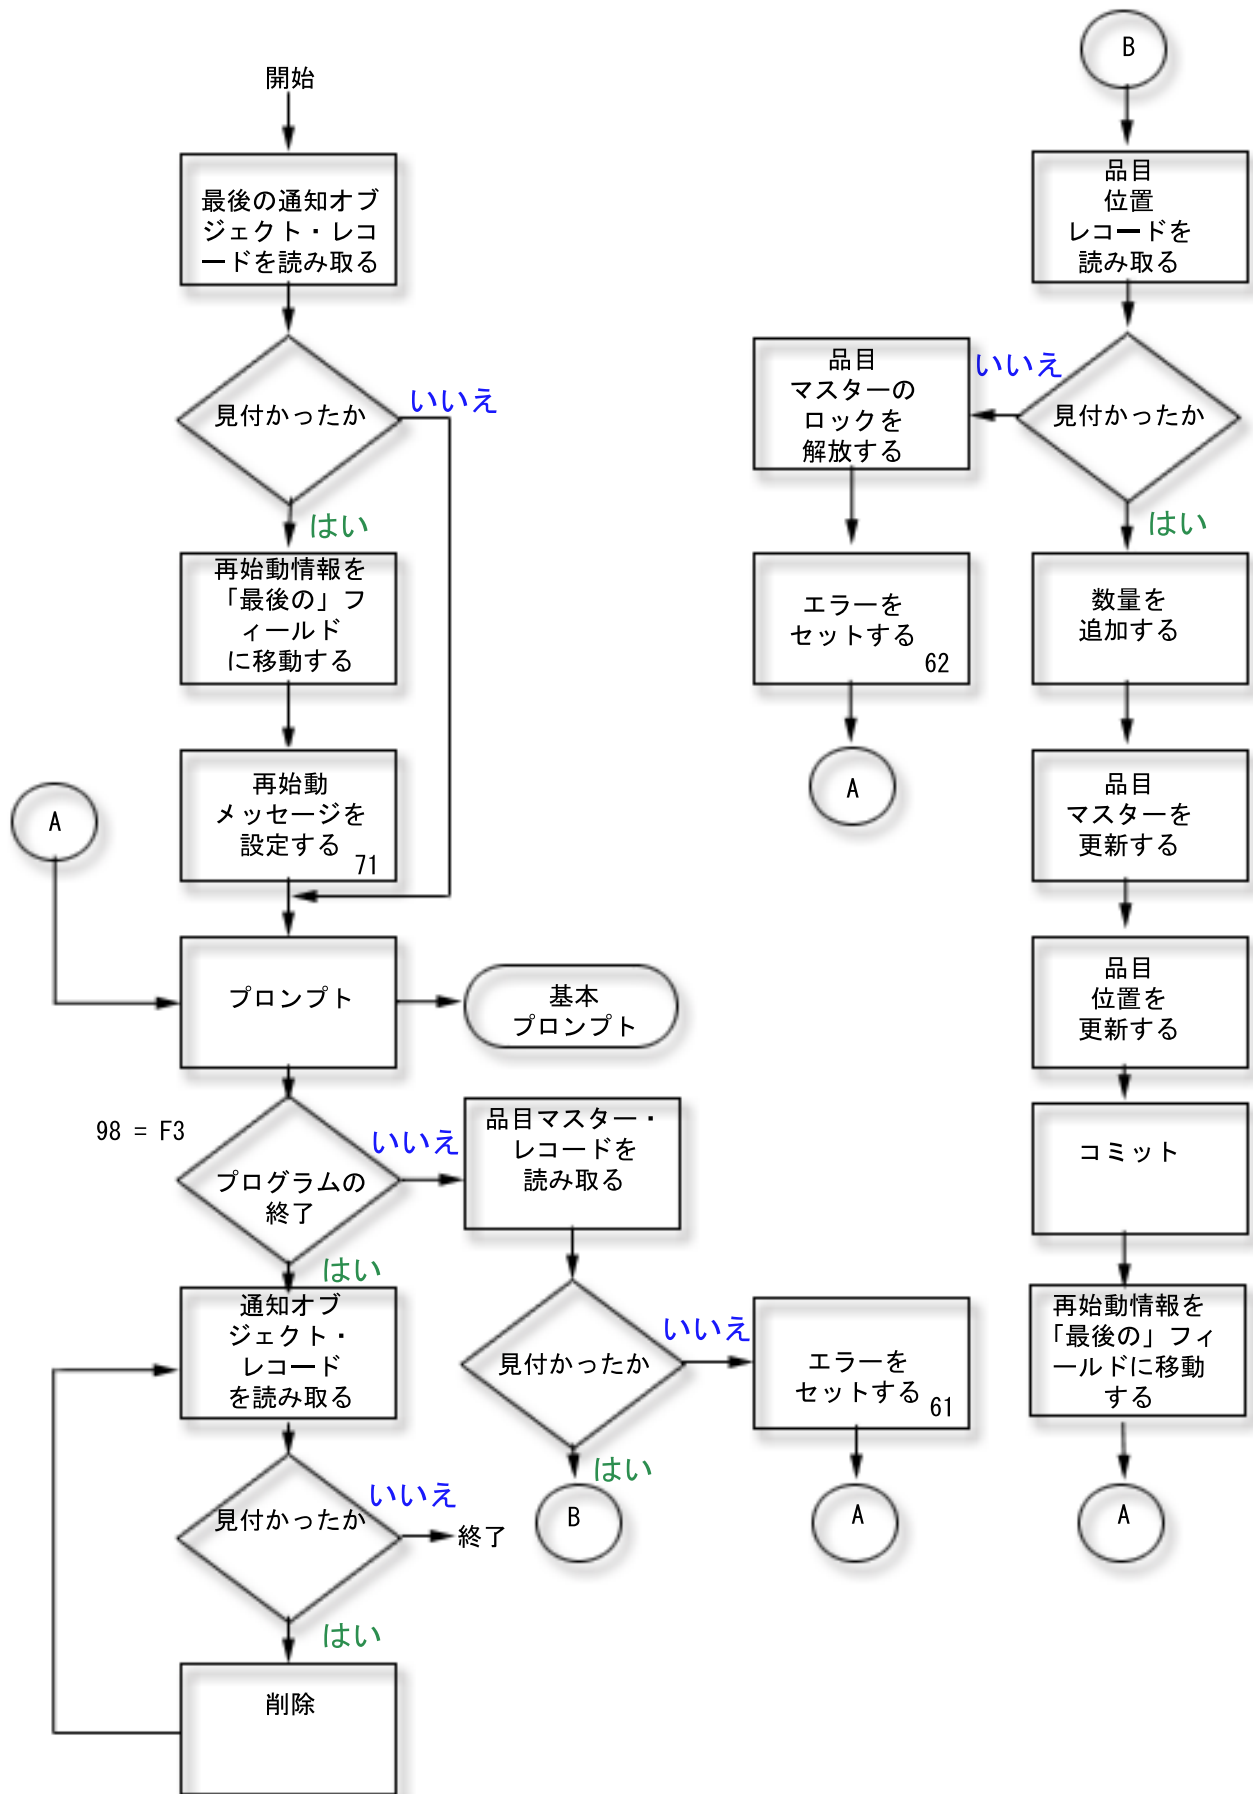 開始
最後の通知オブ
ジェクト・レコ
ードを読み取る
見付かったか
いいえ
はい
再始動情報を
「最後の」フ
ィールド
に移動する
再始動
メッセージを
設定する
71
A
プロンプト
基本
プロンプト
98 = F3
プログラムの
終了
いいえ
はい
品目マスター・
レコードを
読み取る
見付かったか
いいえ
はい
B
エラーを
セットする
61
A
通知オブ
ジェクト・
レコード
を読み取る
見付かったか
いいえ
終了
はい
削除
B
品目
位置
レコードを
読み取る
見付かったか
いいえ
はい
品目
マスターの
ロックを
解放する
エラーを
セットする
62
A
数量を
追加する
品目
マスターを
更新する
品目
位置を
更新する
コミット
再始動情報を
「最後の」フィ
ールドに移動
する
A